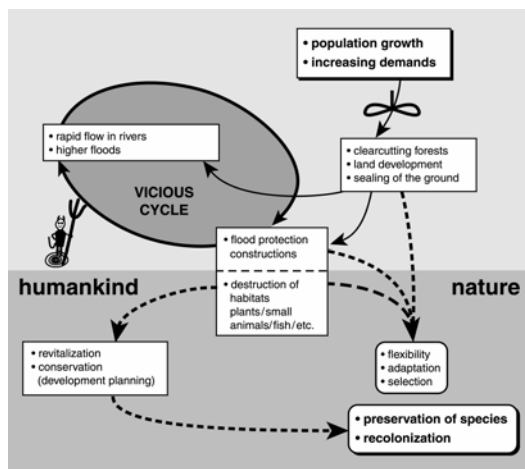 • population growth
• increasing demands
• rapid flow in rivers
• higher floods
• clearcutting forests
• land development
• sealing of the ground
VICIOUS
CYCLE
• flood protection
constructions
humankind
nature
• destruction of
habitats
plants/small
animals/fish/etc.
• revitalization
• conservation
(development planning)
• flexibility
• adaptation
• selection
• preservation of species
• recolonization